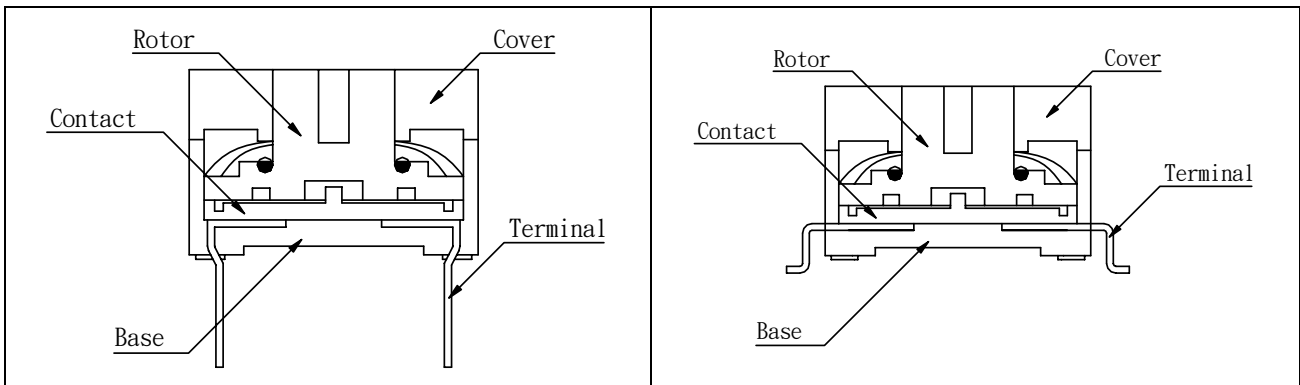 Rotor
Cover
Contact
Terminal
Base
Rotor
Cover
Contact
Terminal
Base